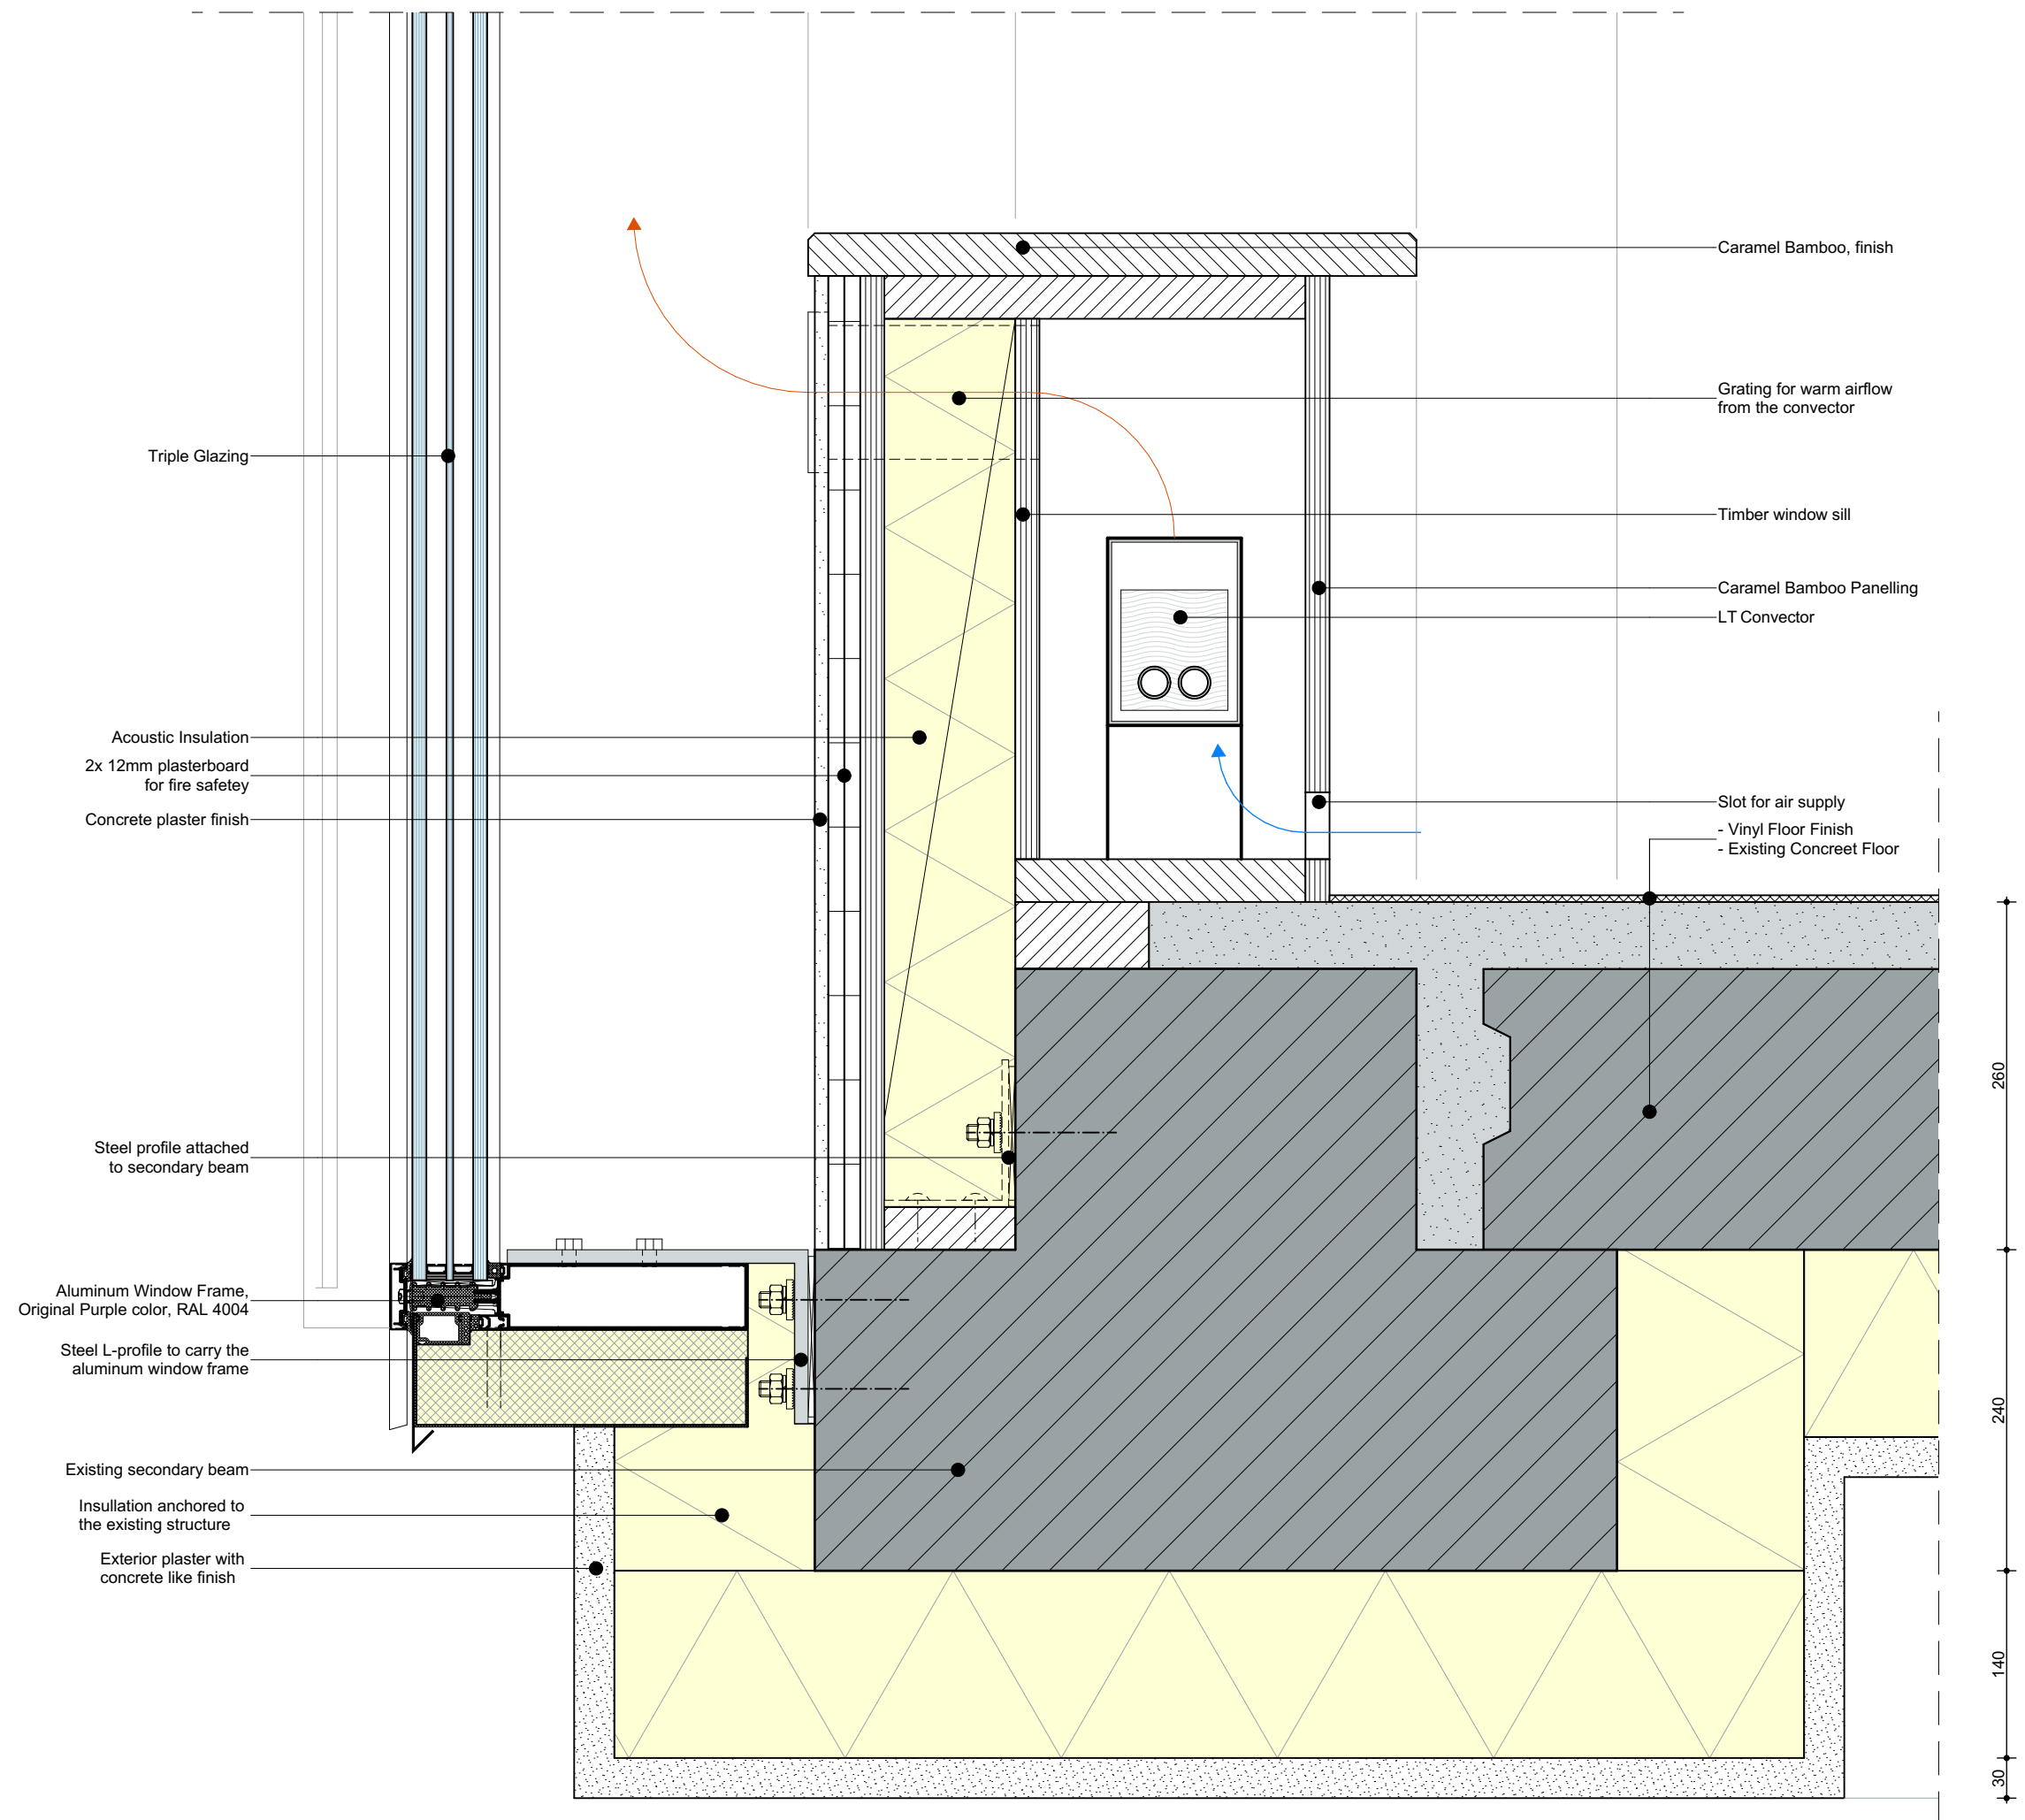 Triple Glazing
Acoustic Insulation
2x 12mm plasterboard
for fire safetey
Concrete plaster finish
Steel profile attached
to secondary beam
Aluminum Window Frame,
Original Purple color, RAL 4004
Steel L-profile to carry the
aluminum window frame
Existing secondary beam
Insullation anchored to
the existing structure
Exterior plaster with
concrete like finish
Caramel Bamboo, finish
Grating for warm airflow
from the convector
Timber window sill
Caramel Bamboo Panelling
LT Convector
Slot for air supply
- Vinyl Floor Finish
- Existing Concreet Floor
260
240
140
30